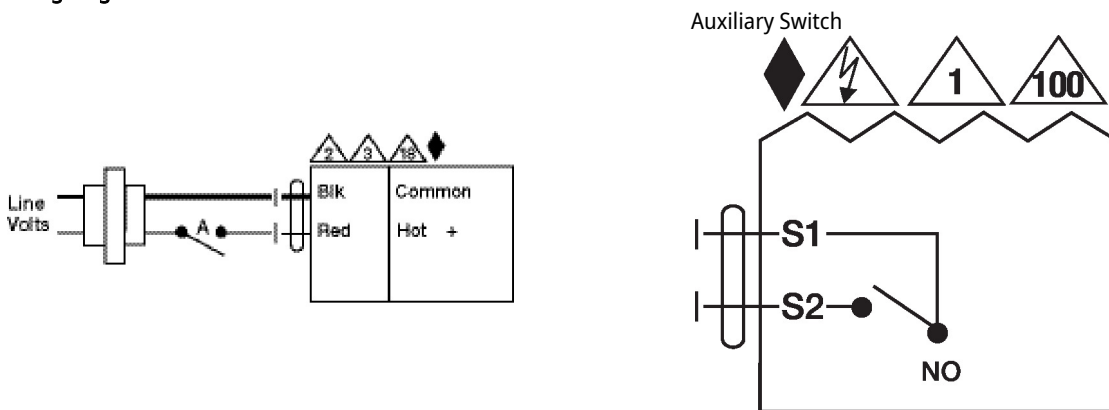 Auxiliary Switch
1
100
2
3
18
Line
Volts
A
Blk
Common
Red
Hot +
S1
S2
NO